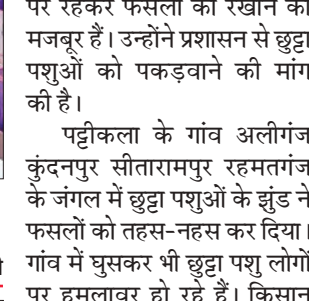 पर रहकर फसलों की रखाने को
मजबूर हैं। उन्होंने प्रशासन से छुट्टा
पशुओं को पकड़वाने की मांग
की है।
पट्टीकला के गांव अलीगंज
कुंदनपुर सीतारामपुर रहमतगंज
के जंगल में छुट्टा पशुओं के झुंड ने
फसलों को तहस-नहस कर दिया।
गांव में घुसकर भी छुट्टा पशु लोगों
पर हमलावर हो रहे हैं। किसान